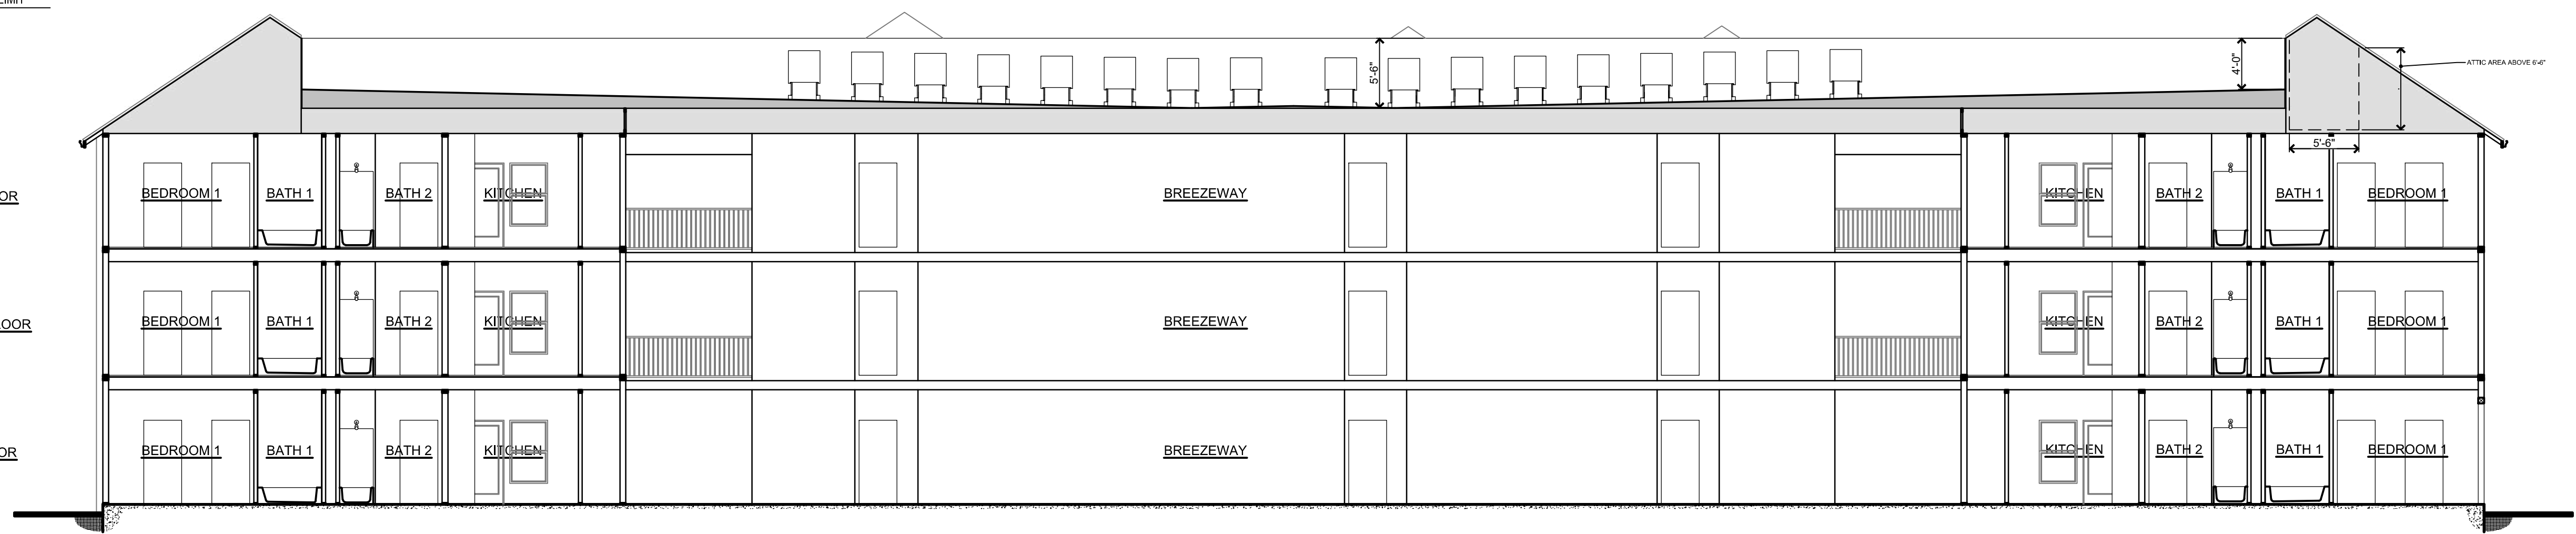 LIMIT
5'-6"
4'-0"
ATTIC AREA ABOVE 6'-6"
5'-6"
OOR
BEDROOM 1
BATH 1
BATH 2
KITCHEN
BREEZEWAY
KITCHEN
BATH 2
BATH 1
BEDROOM 1
LOOR
BEDROOM 1
BATH 1
BATH 2
KITCHEN
BREEZEWAY
KITCHEN
BATH 2
BATH 1
BEDROOM 1
OOR
BEDROOM 1
BATH 1
BATH 2
KITCHEN
BREEZEWAY
KITCHEN
BATH 2
BATH 1
BEDROOM 1